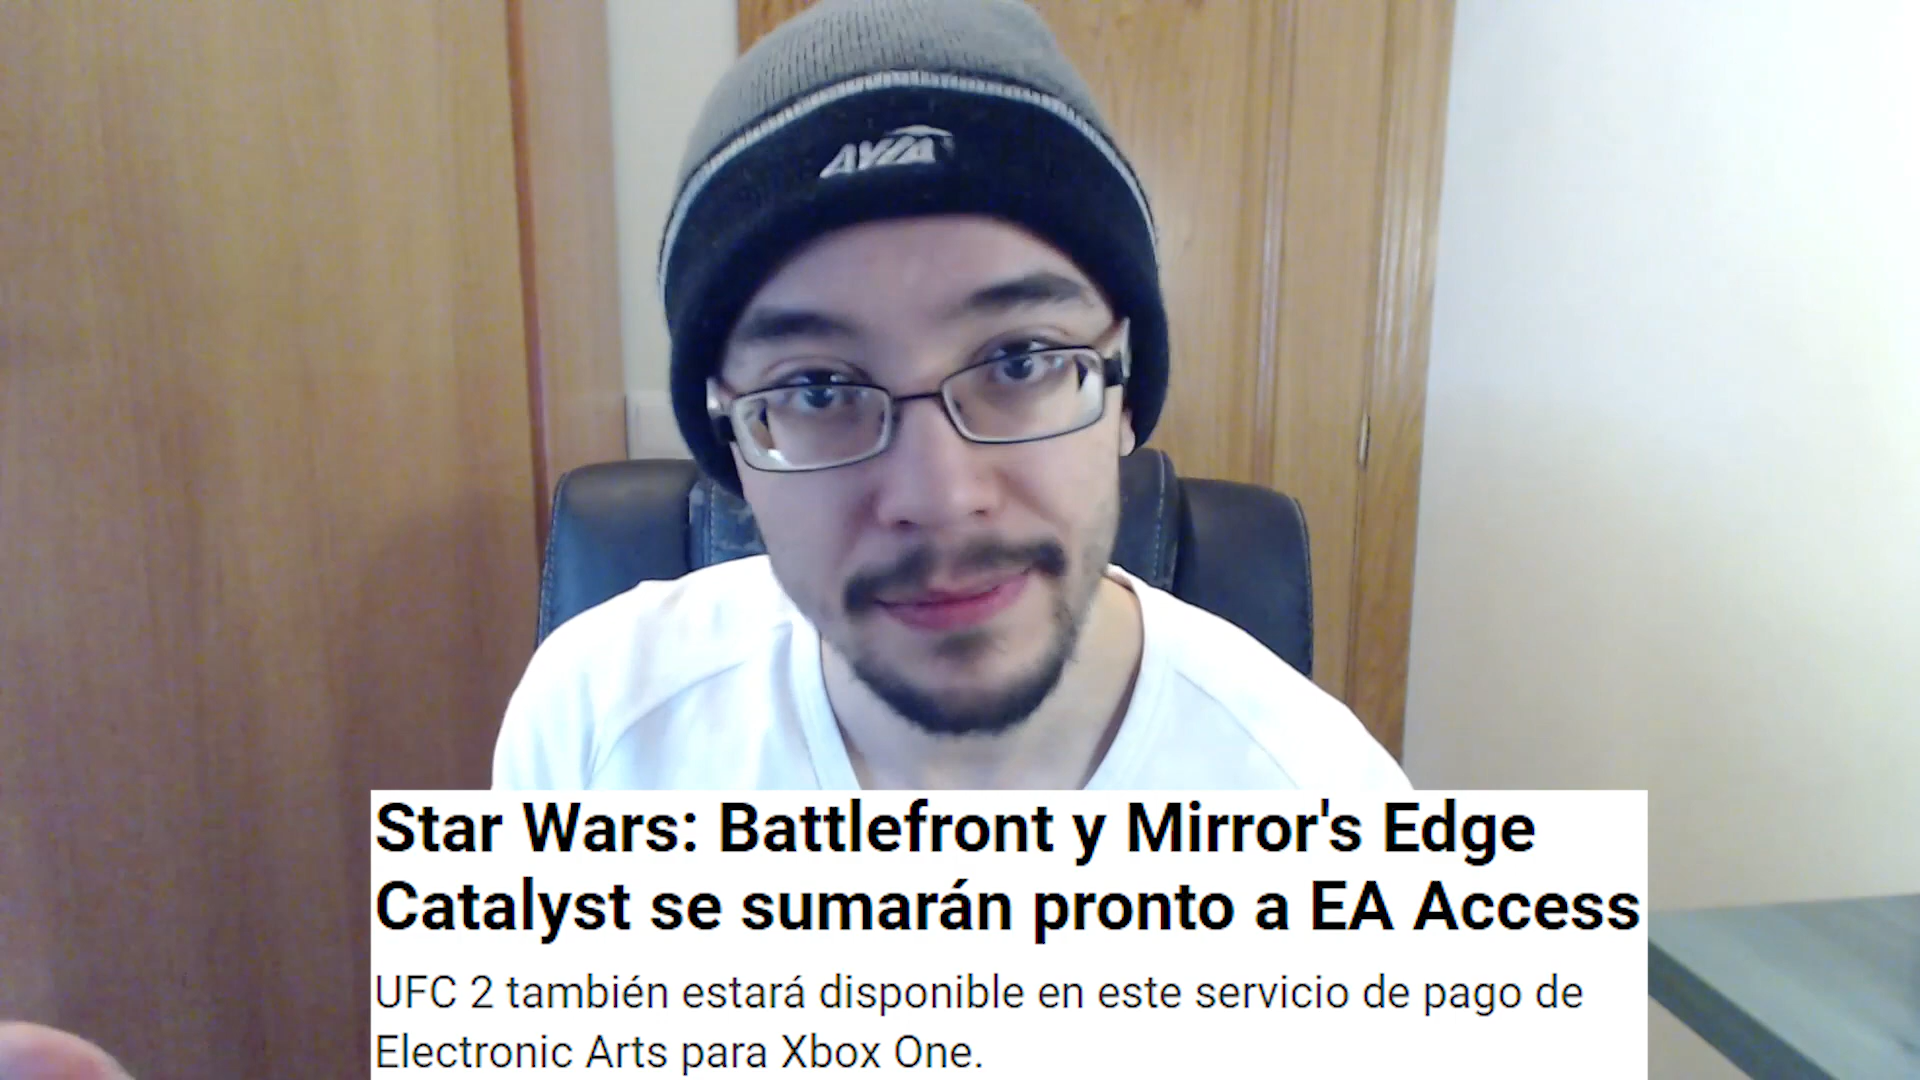 Star Wars: Battlefront y Mirror's Edge
Catalyst se sumarán pronto a EA Access
UFC 2 también estará disponible en este servicio de pago de
Electronic Arts para Xbox One.